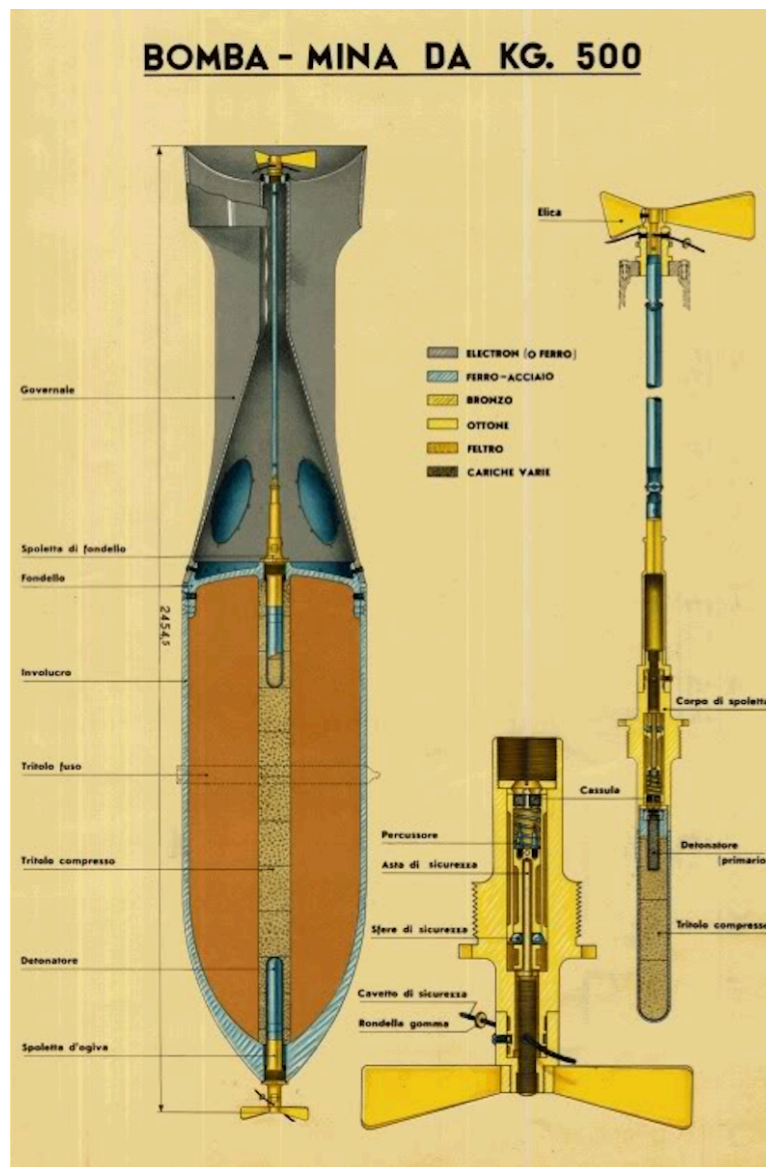 BOMBA - MINA DA KG. 500
Elica
ELECTRON (O FERRO)
FERRO-ACCIAIO
BRONZO
OTTONE
FELTRO
CARICHE VARIE
Governale
Spoletta di fondello
Fondello
2454,5
Involucro
Tritolo fuso
Tritolo compresso
Detonatore
Spoletta d'ogiva
Corpo di spoletta
Cassula
Percussore
Asta di sicurezza
Detonatore
(primario
Sfere di sicurezza
Tritolo compresso
Cavetto di sicurezza
Rondella gomma